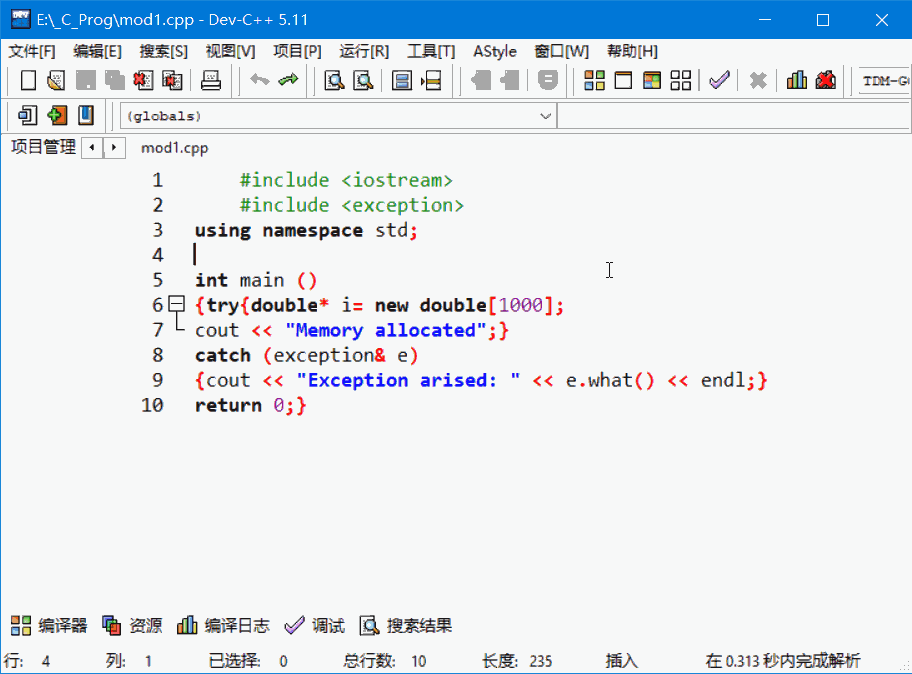 E:\_C_Prog\mod1.cpp - Dev-C++ 5.11
文件[F] 编辑[E] 搜索[S] 视图[V] 项目[P] 运行[R] 工具[T] AStyle 窗口[W] 帮助[H]
TDM-G
(globals)
项目管理 mod1.cpp
1 #include <iostream>
2 #include <exception>
3 using namespace std;
4
5 int main ()
6 {try{double* i= new double[1000];
7 cout << "Memory allocated";}
8 catch (exception& e)
9 {cout << "Exception arised: " << e.what() << endl;}
10 return 0;}
编译器 资源 编译日志 调试 搜索结果
行: 4 列: 1 已选择: 0 总行数: 10 长度: 235 插入 在 0.313 秒内完成解析